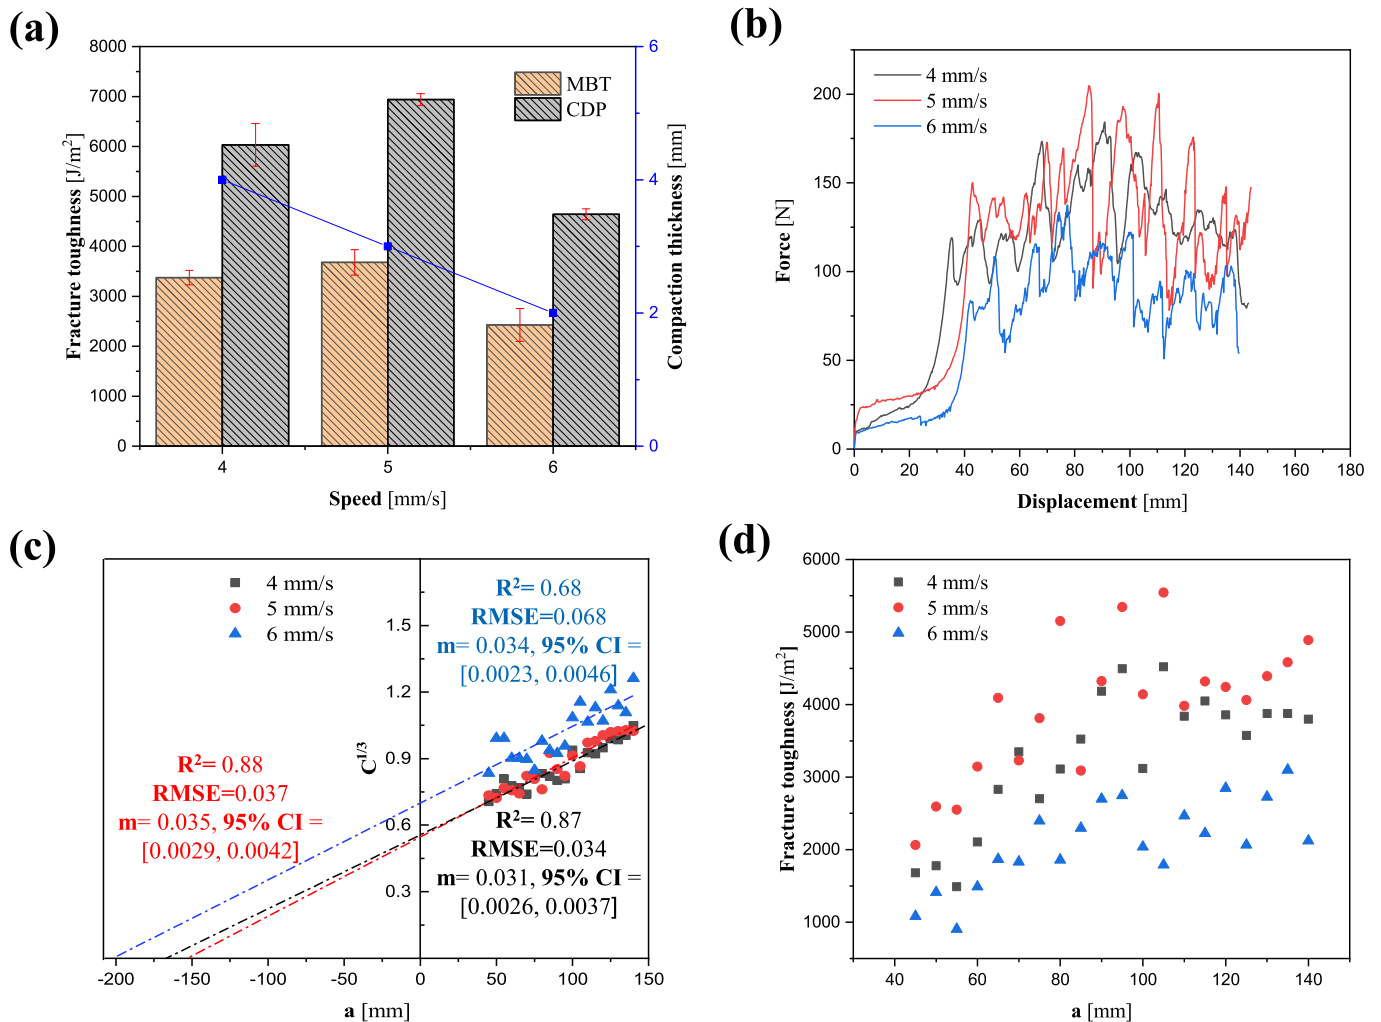 (a)
8000
7000
6000
5000
4000
3000
2000
1000
0
Fracture toughness [J/m²]
MBT
CDP
6
4
2
0
Compaction thickness [mm]
4 5 6
Speed [mm/s]
(b)
200
150
100
50
0
Force [N]
4 mm/s
5 mm/s
6 mm/s
0 20 40 60 80 100 120 140 160 180
Displacement [mm]
(c)
4 mm/s
5 mm/s
6 mm/s
R²= 0.68
RMSE=0.068
m= 0.034, 95% CI =
[0.0023, 0.0046]
1.5
1.2
0.9
0.6
0.3
C^1/3
R²= 0.88
RMSE=0.037
m= 0.035, 95% CI =
[0.0029, 0.0042]
R²= 0.87
RMSE=0.034
m= 0.031, 95% CI =
[0.0026, 0.0037]
-200 -150 -100 -50 0 50 100 150
a [mm]
(d)
6000
5000
4000
3000
2000
1000
Fracture toughness [J/m²]
4 mm/s
5 mm/s
6 mm/s
40 60 80 100 120 140
a [mm]